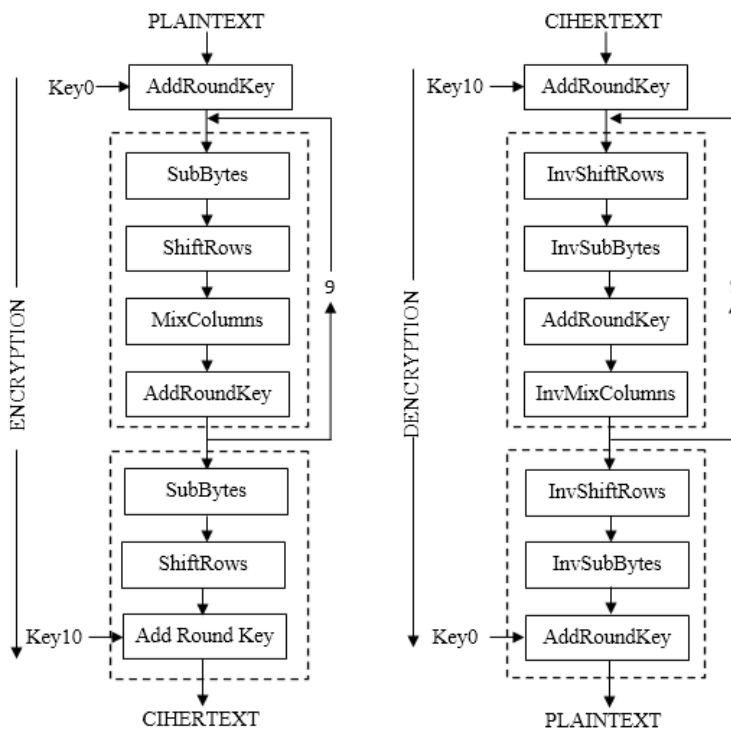 PLAINTEXT
Key0
AddRoundKey
SubBytes
ShiftRows
MixColumns
AddRoundKey
9
ENCRYPTION
SubBytes
ShiftRows
Key10
Add Round Key
CIHERTEXT
CIHERTEXT
Key10
AddRoundKey
InvShiftRows
InvSubBytes
AddRoundKey
InvMixColumns
DENCRYPTION
InvShiftRows
InvSubBytes
Key0
AddRoundKey
PLAINTEXT